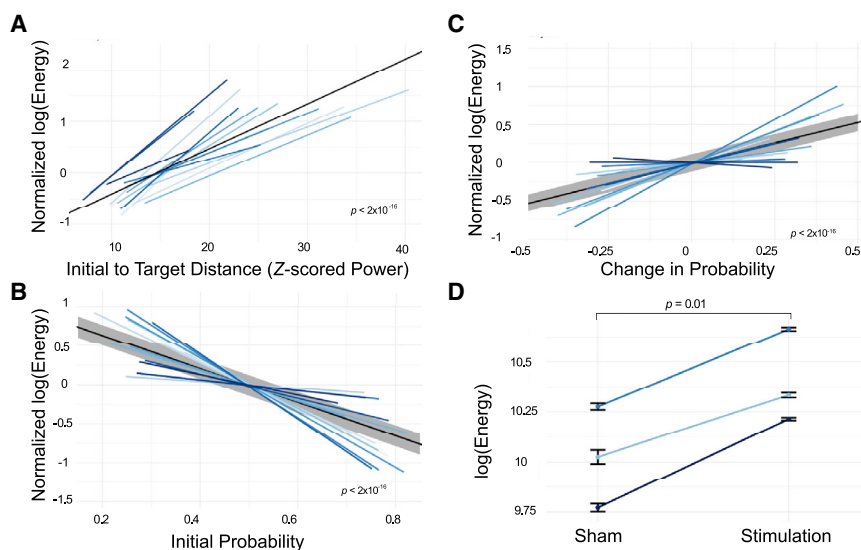 A
Normalized log(Energy)
2
1
0
-1
10
20
30
40
p < 2x10-16
Initial to Target Distance (Z-scored Power)
B
Normalized log(Energy)
1
0.5
0
-0.5
-1
-1.5
0.2
0.4
0.6
0.8
p <2x10-16
Initial Probability
C
Normalized log(Energy)
1.5
1
0.5
0
-0.5
-1
-0.5
-0.25
0
0.25
0.5
p <2x10-16
Change in Probability
D
log(Energy)
p = 0.01
10,5
10.25
10
9.75
Sham
Stimulation